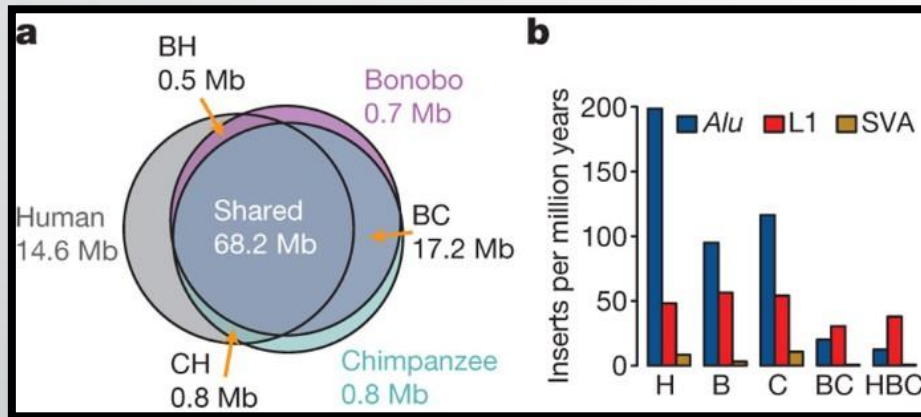 a
BH
0.5 Mb
Bonobo
0.7 Mb
Human
14.6 Mb
Shared
68.2 Mb
BC
17.2 Mb
CH
0.8 Mb
Chimpanzee
0.8 Mb
b
Inserts per million years
200
150
100
50
0
Alu L1 SVA
H B C BC HBC